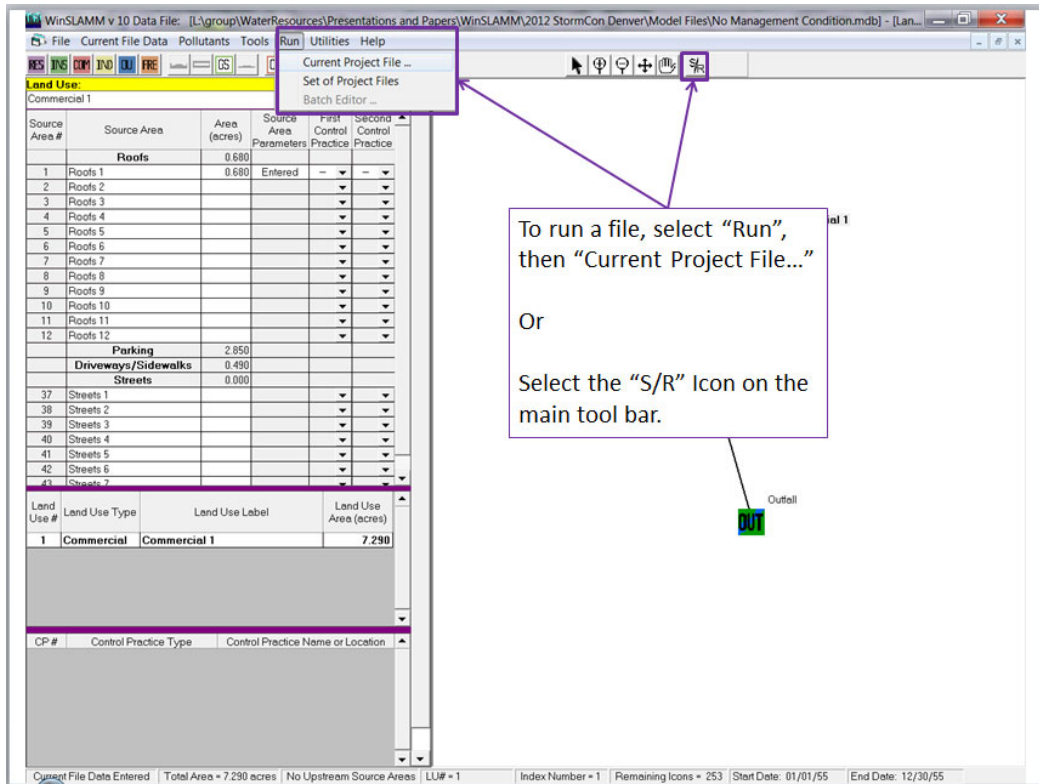 WinSLAMM v 10 Data File: [L:\group\WaterResources\Presentations and Papers\WinSLAMM\2012 StormCon Denver\Model Files\No Management Condition.mdb] - [Lan...
File Current File Data Pollutants Tools Run Utilities Help
RES INS COM IND OU FRE OS S/R
Current Project File ...
Set of Project Files
Batch Editor ...
Land Use:
Commercial 1
Source Area # Source Area Area (acres) Source Area Parameters First Control Practice Second Control Practice
Roofs 0.680
1 Roofs 1 0.680 Entered – –
2 Roofs 2
3 Roofs 3
4 Roofs 4
5 Roofs 5
6 Roofs 6
7 Roofs 7
8 Roofs 8
9 Roofs 9
10 Roofs 10
11 Roofs 11
12 Roofs 12
Parking 2.850
Driveways/Sidewalks 0.490
Streets 0.000
37 Streets 1
38 Streets 2
39 Streets 3
40 Streets 4
41 Streets 5
42 Streets 6
43 Streets 7
Land Use # Land Use Type Land Use Label Land Use Area (acres)
1 Commercial Commercial 1 7.290
CP # Control Practice Type Control Practice Name or Location
ial 1
To run a file, select “Run”,
then “Current Project File…”
Or
Select the “S/R” Icon on the
main tool bar.
Outfall
OUT
Current File Data Entered Total Area = 7.290 acres No Upstream Source Areas LU# = 1 Index Number = 1 Remaining Icons = 253 Start Date: 01/01/55 End Date: 12/30/55